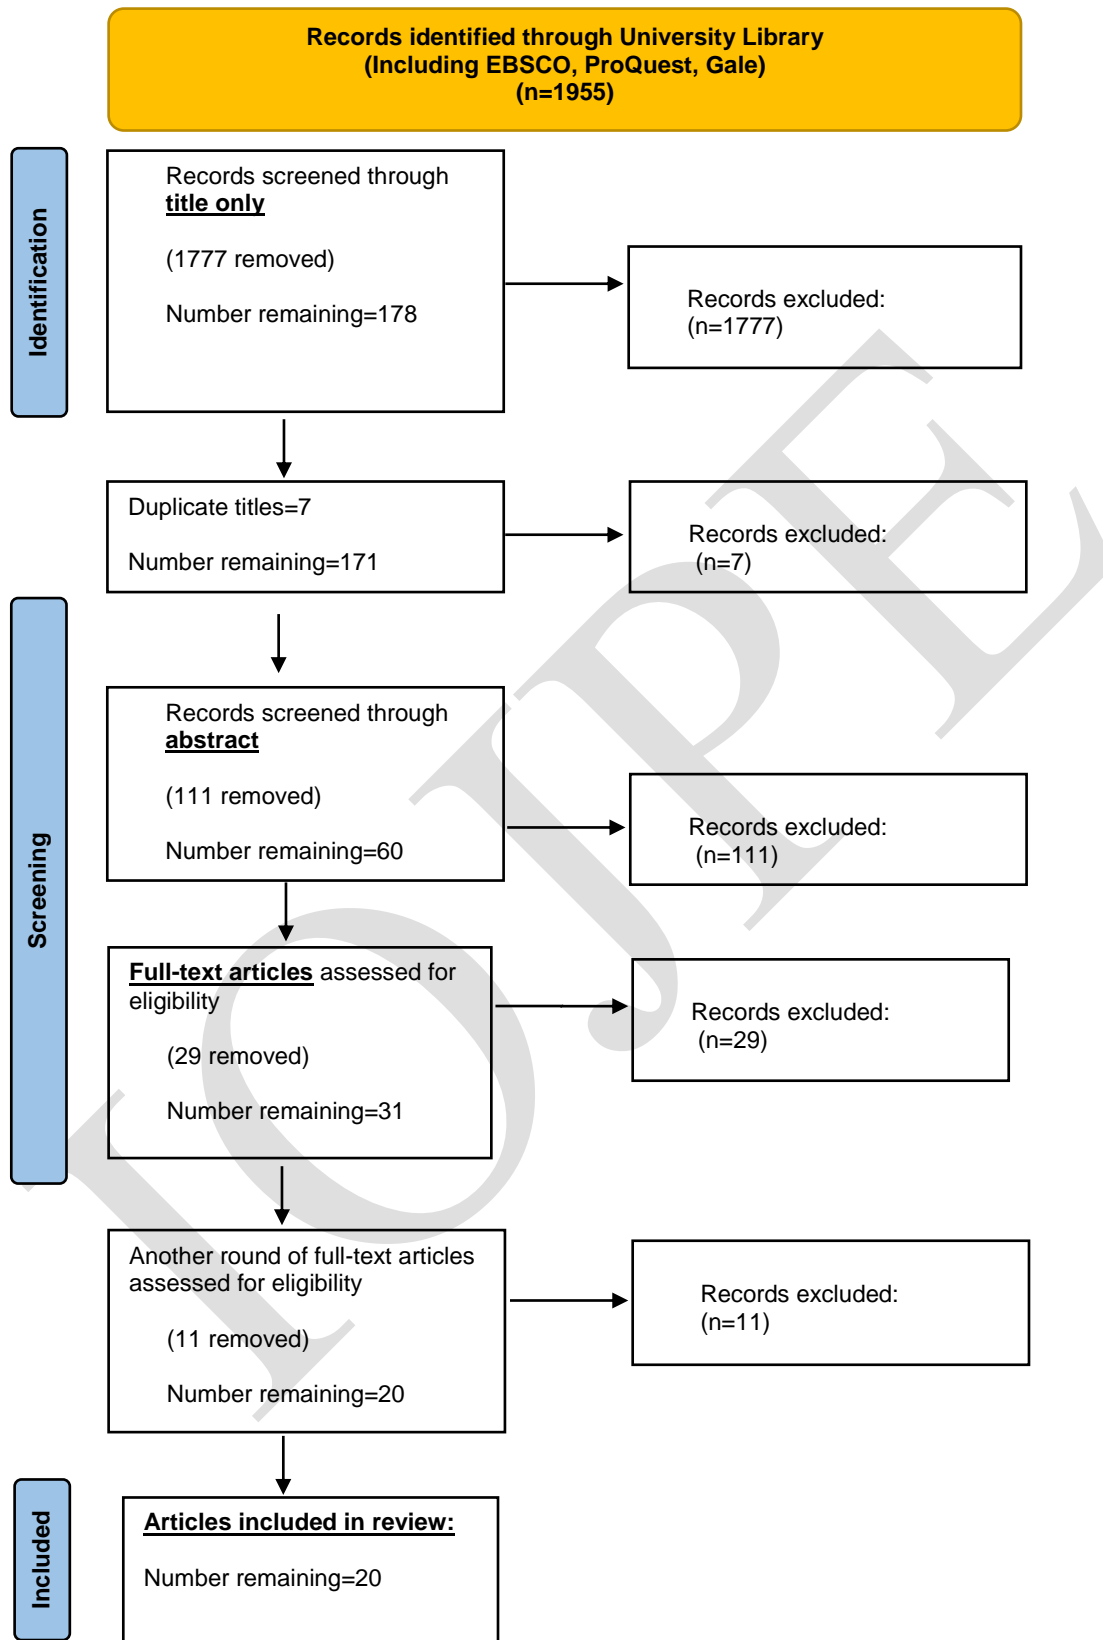 Records identified through University Library
(Including EBSCO, ProQuest, Gale)
(n=1955)
Identification
Records screened through
title only
(1777 removed)
Number remaining=178
Records excluded:
(n=1777)
Duplicate titles=7
Number remaining=171
Records excluded:
(n=7)
Screening
Records screened through
abstract
(111 removed)
Number remaining=60
Records excluded:
(n=111)
Full-text articles assessed for
eligibility
(29 removed)
Number remaining=31
Records excluded:
(n=29)
Another round of full-text articles
assessed for eligibility
(11 removed)
Number remaining=20
Records excluded:
(n=11)
Included
Articles included in review:
Number remaining=20
IOJPE